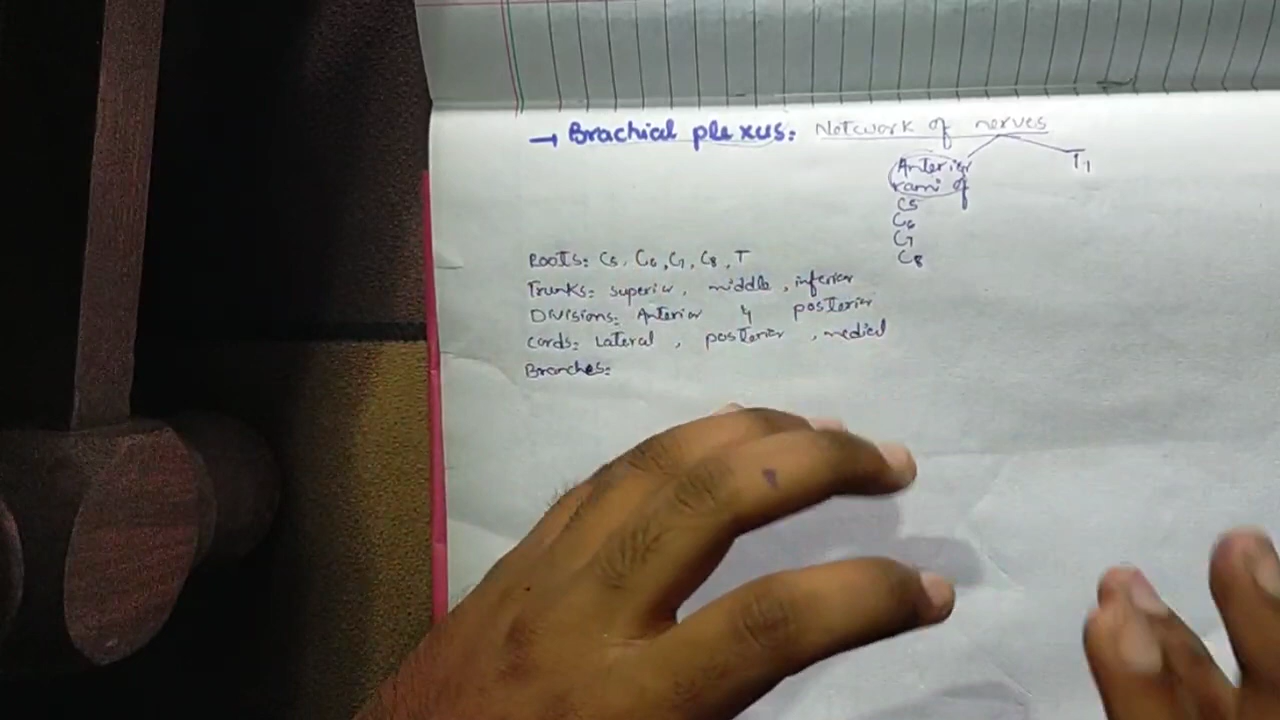 → Brachial plexus: Network of nerves
Anterior
rami of
C5
C6
C7
C8
T1
Roots: C5, C6, C7, C8, T
Trunks: superior, middle, inferior
Divisions: Anterior & posterior
Cords: Lateral, posterior, medical
Branches: